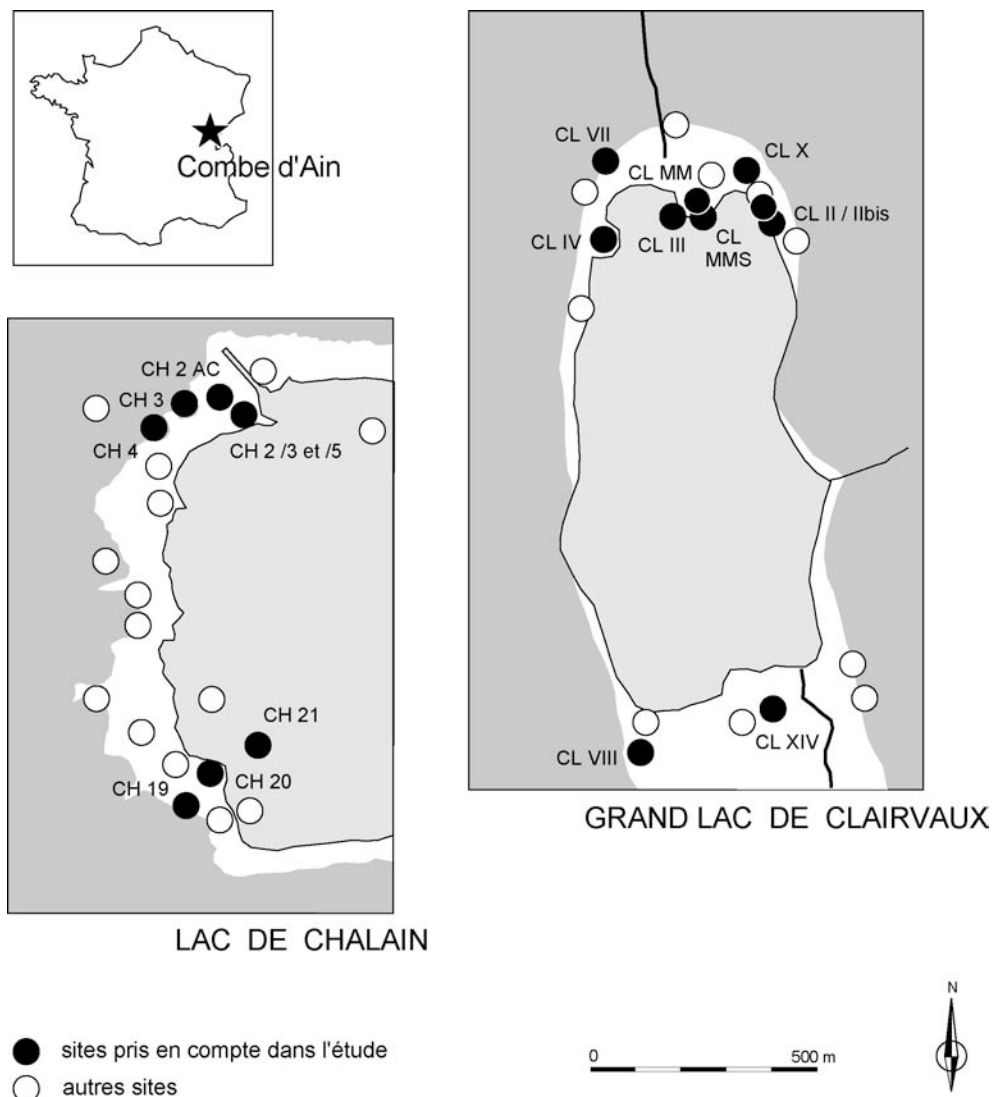 Combe d'Ain
CL VII
CL X
CL MM
CL II / IIbis
CL IV
CL III
CL
MMS
CL VIII
CL XIV
GRAND LAC DE CLAIRVAUX
CH 2 AC
CH 3
CH 4
CH 2 /3 et /5
CH 21
CH 19
CH 20
LAC DE CHALAIN
sites pris en compte dans l'étude
autres sites
0 500 m
N